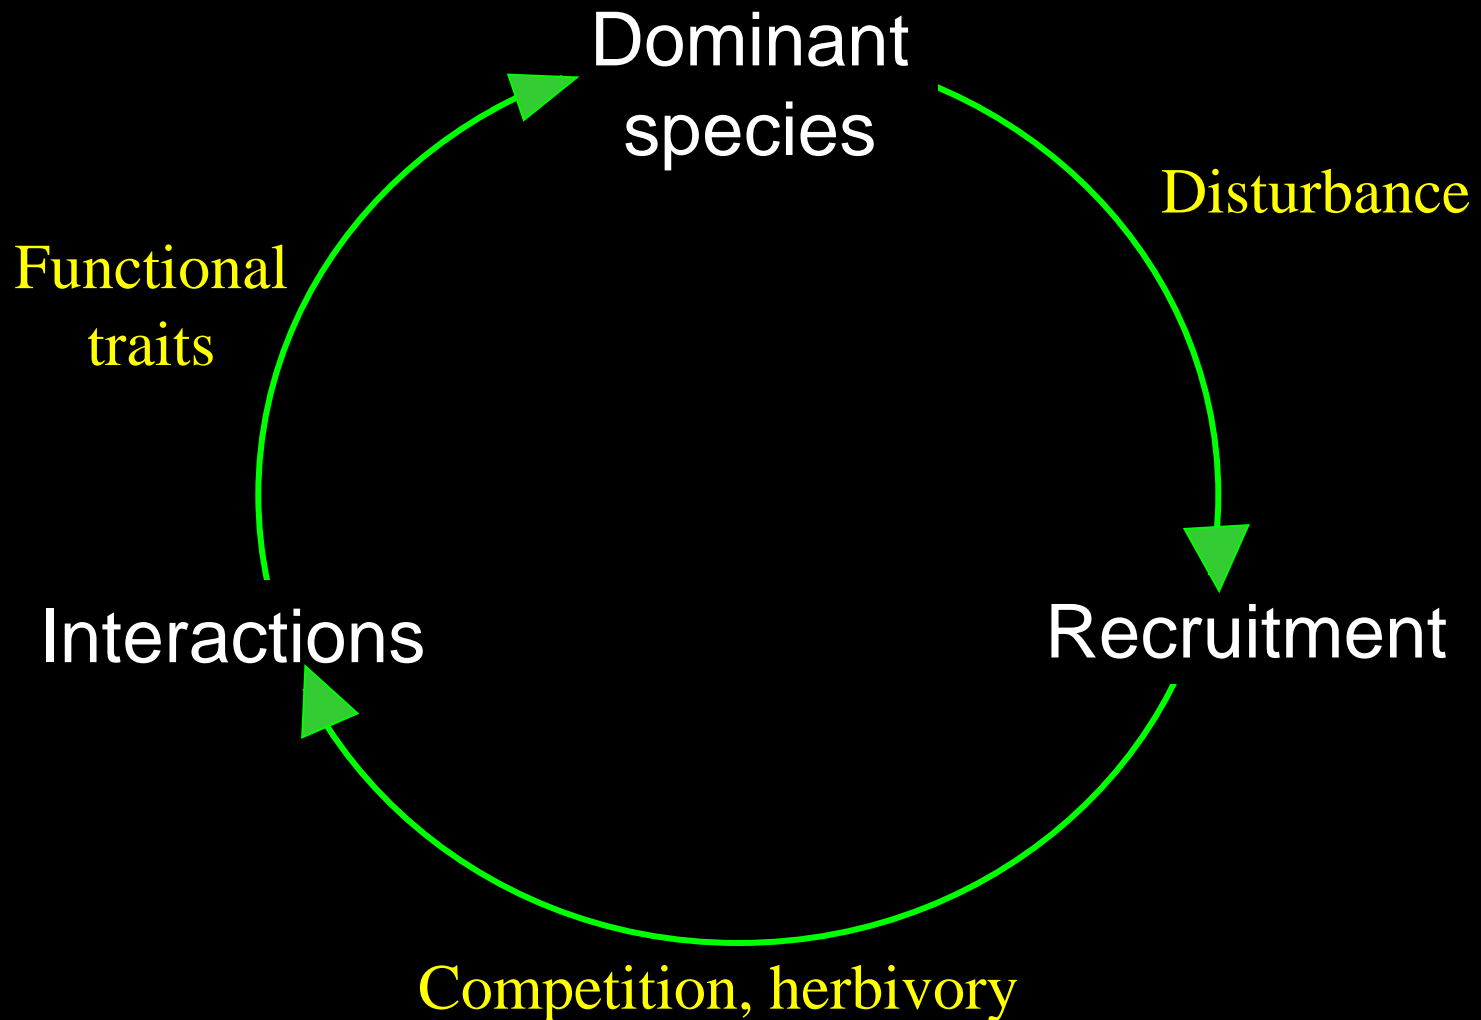 Dominant
species
Disturbance
Functional
traits
Interactions
Recruitment
Competition, herbivory